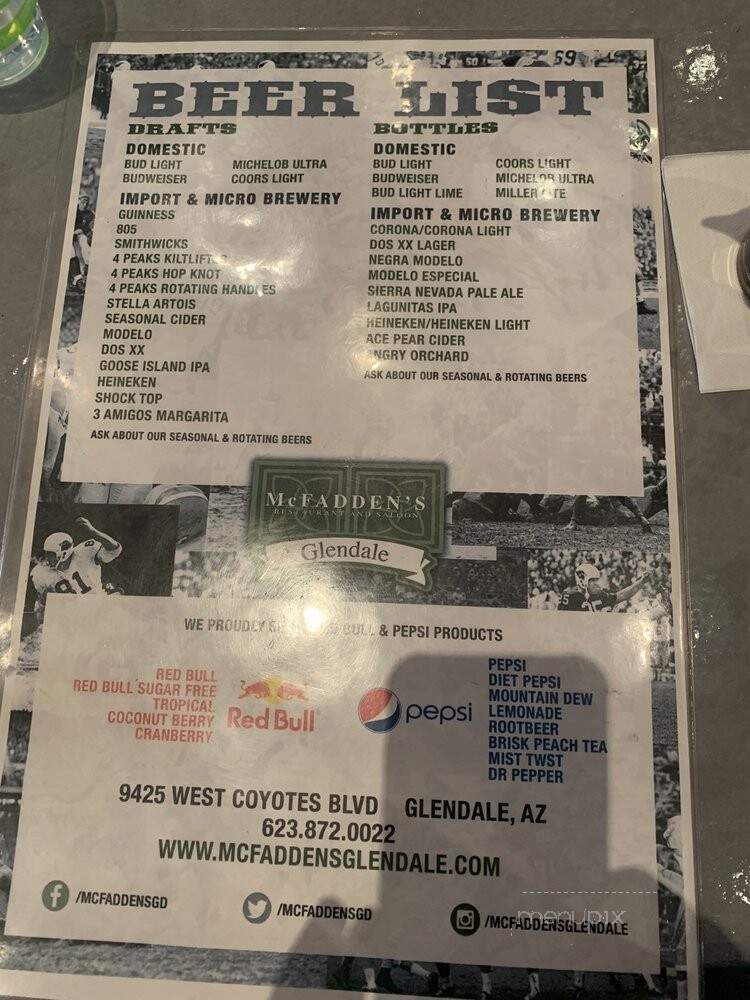 BEER LIST
DRAFTS
DOMESTIC
BUD LIGHT MICHELOB ULTRA
BUDWEISER COORS LIGHT
IMPORT & MICRO BREWERY
GUINNESS
805
SMITHWICKS
4 PEAKS KILTLIFTER
4 PEAKS HOP KNOT
4 PEAKS ROTATING HANDLES
STELLA ARTOIS
SEASONAL CIDER
MODELO
DOS XX
GOOSE ISLAND IPA
HEINEKEN
SHOCK TOP
3 AMIGOS MARGARITA
ASK ABOUT OUR SEASONAL & ROTATING BEERS
BOTTLES
DOMESTIC
BUD LIGHT COORS LIGHT
BUDWEISER MICHELOB ULTRA
BUD LIGHT LIME MILLER LITE
IMPORT & MICRO BREWERY
CORONA/CORONA LIGHT
DOS XX LAGER
NEGRA MODELO
MODELO ESPECIAL
SIERRA NEVADA PALE ALE
LAGUNITAS IPA
HEINEKEN/HEINEKEN LIGHT
ACE PEAR CIDER
ANGRY ORCHARD
ASK ABOUT OUR SEASONAL & ROTATING BEERS
McFADDEN'S
RESTAURANT AND SALOON
Glendale
WE PROUDLY BULL & PEPSI PRODUCTS
RED BULL
RED BULL SUGAR FREE
TROPICAL
COCONUT BERRY
CRANBERRY
Red Bull
pepsi
PEPSI
DIET PEPSI
MOUNTAIN DEW
LEMONADE
ROOTBEER
BRISK PEACH TEA
MIST TWST
DR PEPPER
9425 WEST COYOTES BLVD GLENDALE, AZ
623.872.0022
WWW.MCFADDENSGLENDALE.COM
/MCFADDENSGD
/MCFADDENSGD
/MCFADDENSGLENDALE
menupix